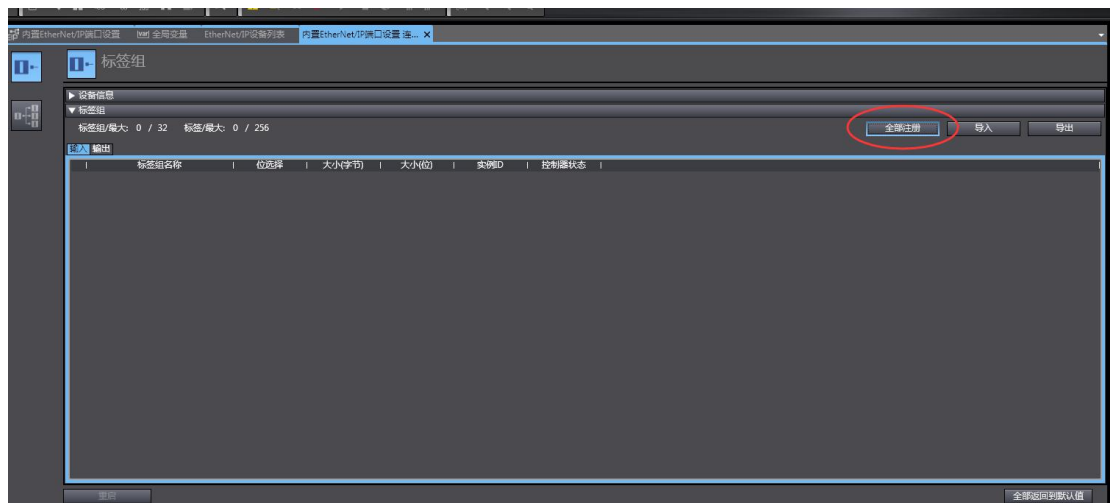 内置EtherNet/IP端口设置 全局变量 EtherNet/IP设备列表 内置EtherNet/IP端口设置 连... X
标签组
▶ 设备信息
▼ 标签组
标签组/最大: 0 / 32 标签/最大: 0 / 256 全部注册 导入 导出
输入 输出
标签组名称 | 位选择 | 大小(字节) | 大小(位) | 实例ID | 控制器状态 |
重启 全部返回到默认值